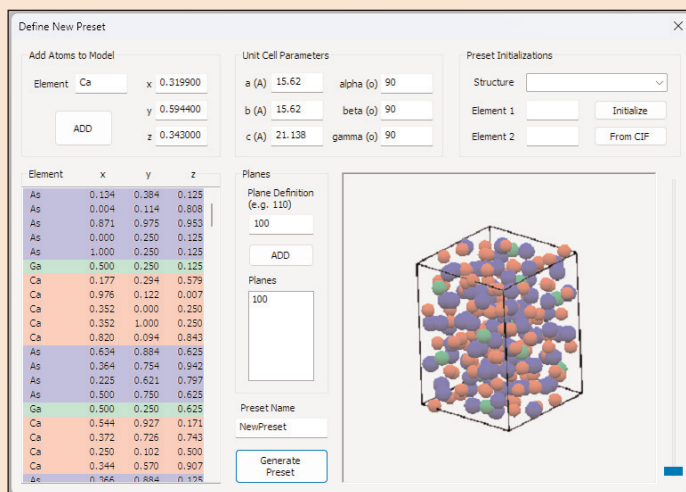 Define New Preset
Add Atoms to Model
Element Ca x 0.319900
y 0.594400
ADD
z 0.343000
Unit Cell Parameters
a (A) 15.62 alpha (o) 90
b (A) 15.62 beta (o) 90
c (A) 21.138 gamma (o) 90
Preset Initializations
Structure
Element 1 Initialize
Element 2 From CIF
Element x y z
As 0.134 0.384 0.125
As 0.004 0.114 0.808
As 0.871 0.975 0.953
As 0.000 0.250 0.125
As 1.000 0.250 0.125
Ga 0.500 0.250 0.125
Ca 0.177 0.294 0.579
Ca 0.976 0.122 0.007
Ca 0.352 0.000 0.250
Ca 0.352 1.000 0.250
Ca 0.820 0.094 0.843
As 0.634 0.884 0.625
As 0.364 0.754 0.942
As 0.225 0.621 0.797
As 0.500 0.750 0.625
Ga 0.500 0.250 0.625
Ca 0.544 0.927 0.171
Ca 0.372 0.726 0.743
Ca 0.250 0.102 0.500
Ca 0.344 0.570 0.907
As 0.366 0.884 0.125
Planes
Plane Definition
(e.g. 110)
100
ADD
Planes
100
Preset Name
NewPreset
Generate
Preset